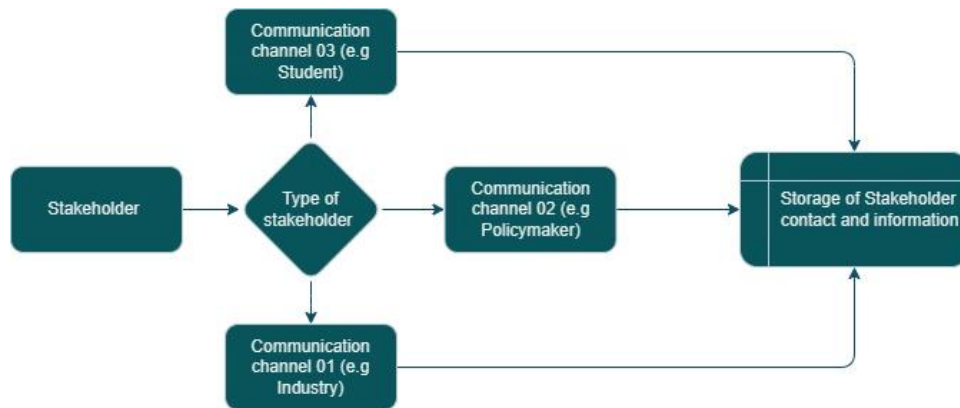 Communication
channel 03 (e.g
Student)
Stakeholder
Type of
stakeholder
Communication
channel 02 (e.g
Policymaker)
Storage of Stakeholder
contact and information
Communication
channel 01 (e.g
Industry)